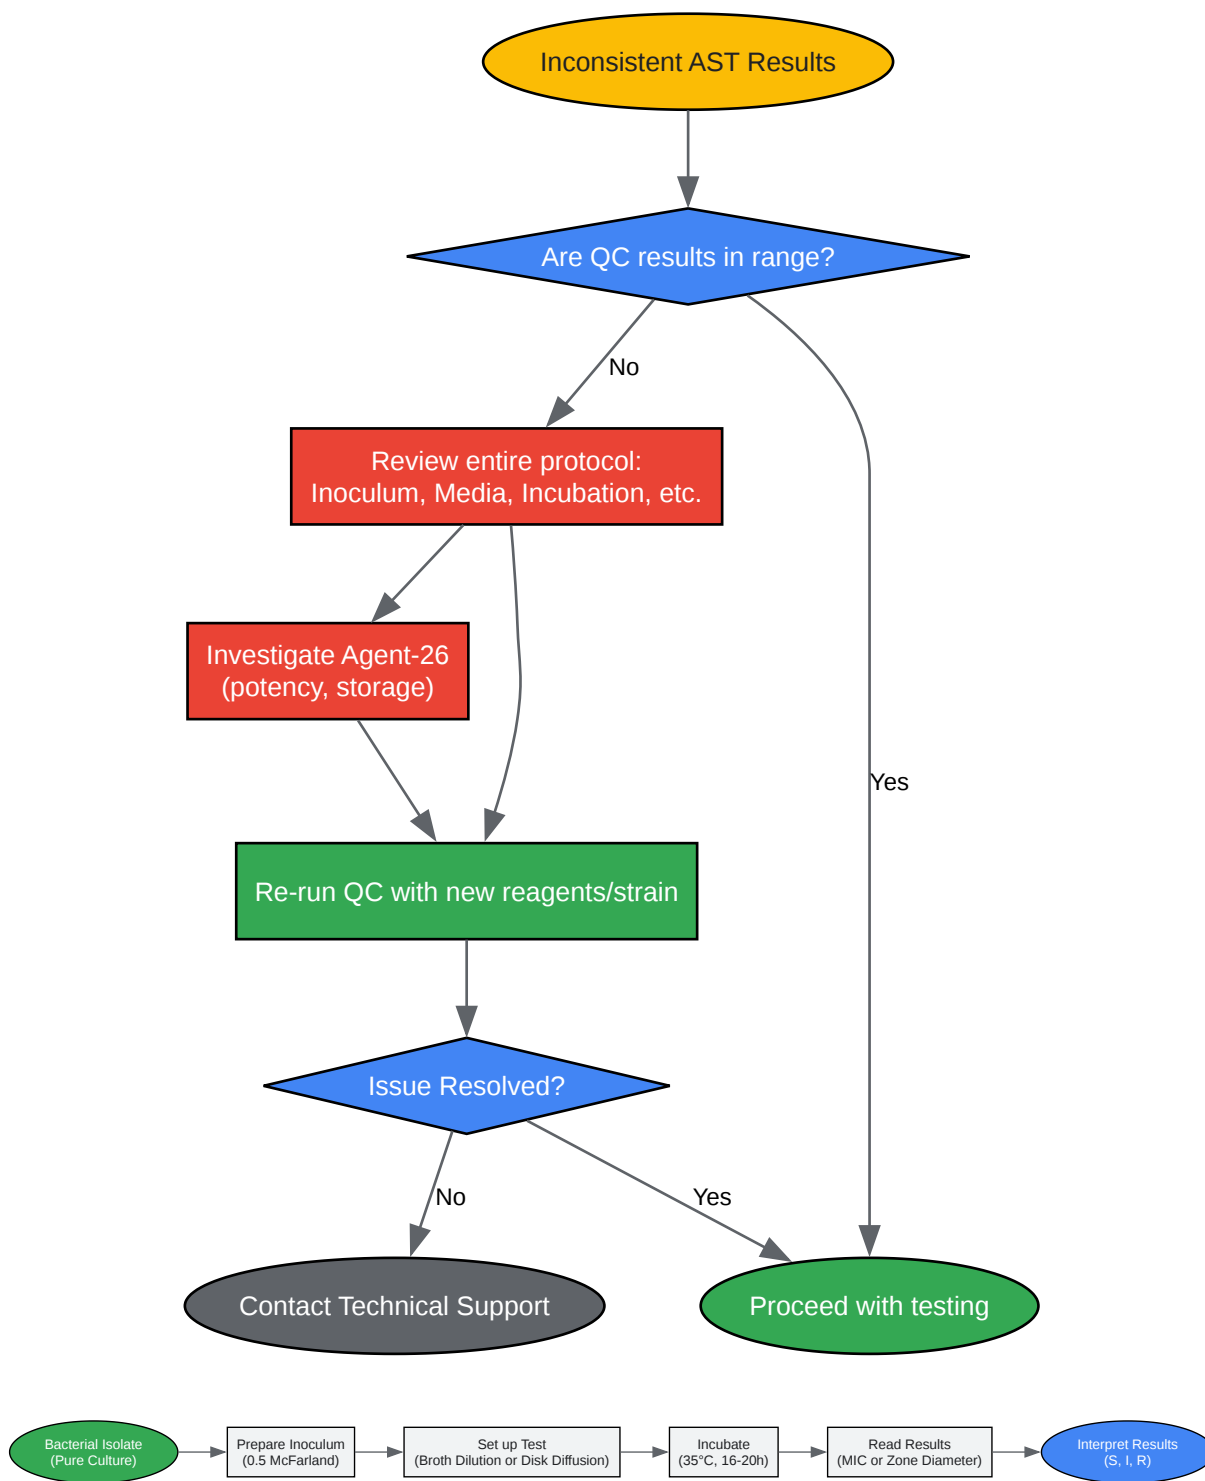 Inconsistent AST Results
Are QC results in range?
No
Review entire protocol:
Inoculum, Media, Incubation, etc.
Investigate Agent-26
(potency, storage)
Yes
Re-run QC with new reagents/strain
Issue Resolved?
No
Yes
Contact Technical Support
Proceed with testing
Bacterial Isolate
(Pure Culture)
Prepare Inoculum
(0.5 McFarland)
Set up Test
(Broth Dilution or Disk Diffusion)
Incubate
(35°C, 16-20h)
Read Results
(MIC or Zone Diameter)
Interpret Results
(S, I, R)